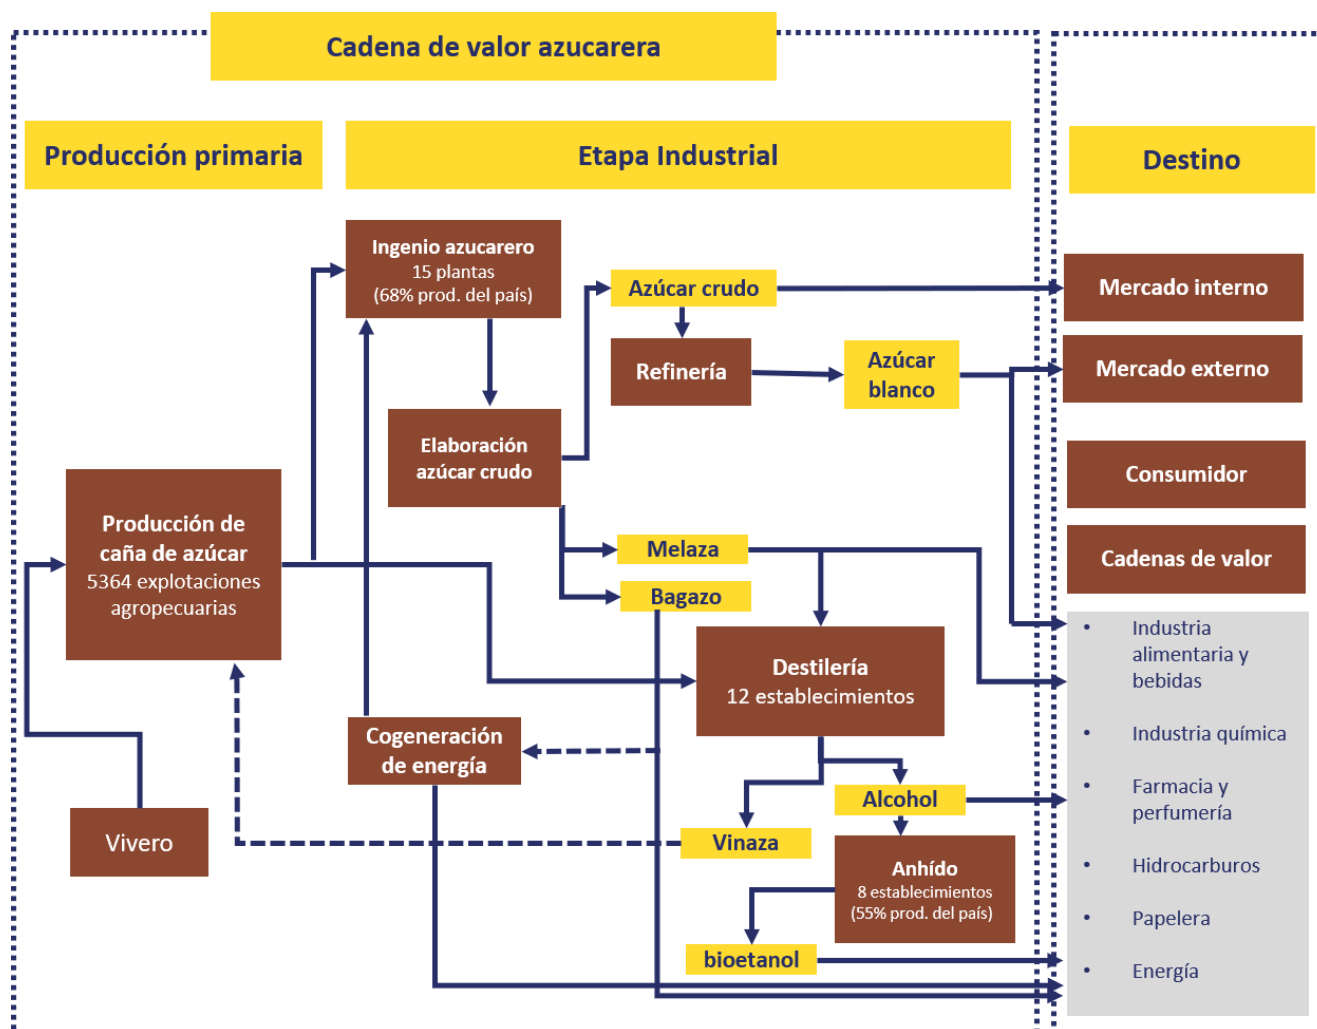 Cadena de valor azucarera
Producción primaria
Etapa Industrial
Destino
Ingenio azucarero
15 plantas
(68% prod. del país)
Azúcar crudo
Mercado interno
Refinería
Azúcar
blanco
Mercado externo
Elaboración
azúcar crudo
Consumidor
Producción de
caña de azúcar
5364 explotaciones
agropecuarias
Melaza
Cadenas de valor
Bagazo
• Industria
alimentaria y
bebidas
Destilería
12 establecimientos
• Industria química
Cogeneración
de energía
Alcohol
• Farmacia y
perfumería
Vivero
Vinaza
Anhído
8 establecimientos
(55% prod. del país)
• Hidrocarburos
• Papelera
bioetanol
• Energía